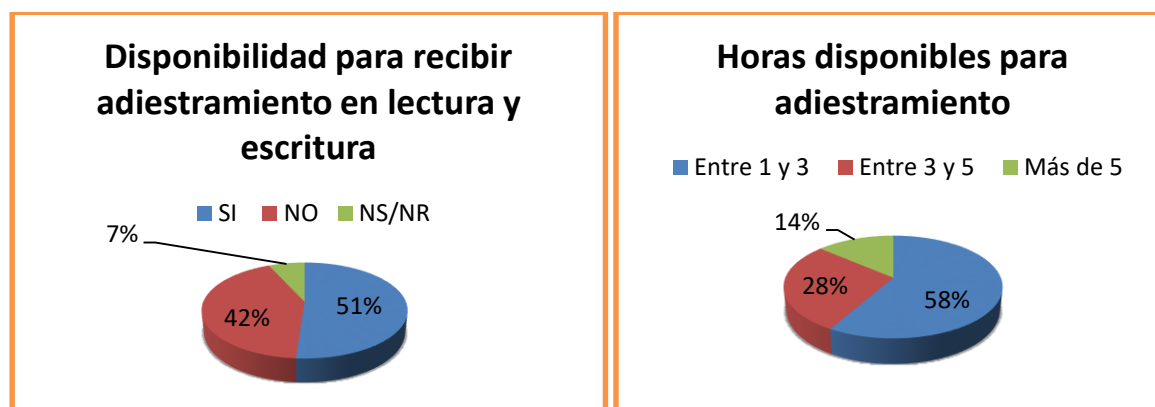 Disponibilidad para recibir
adiestramiento en lectura y
escritura
SI NO NS/NR
7%
42%
51%
Horas disponibles para
adiestramiento
Entre 1 y 3 Entre 3 y 5 Más de 5
14%
28%
58%